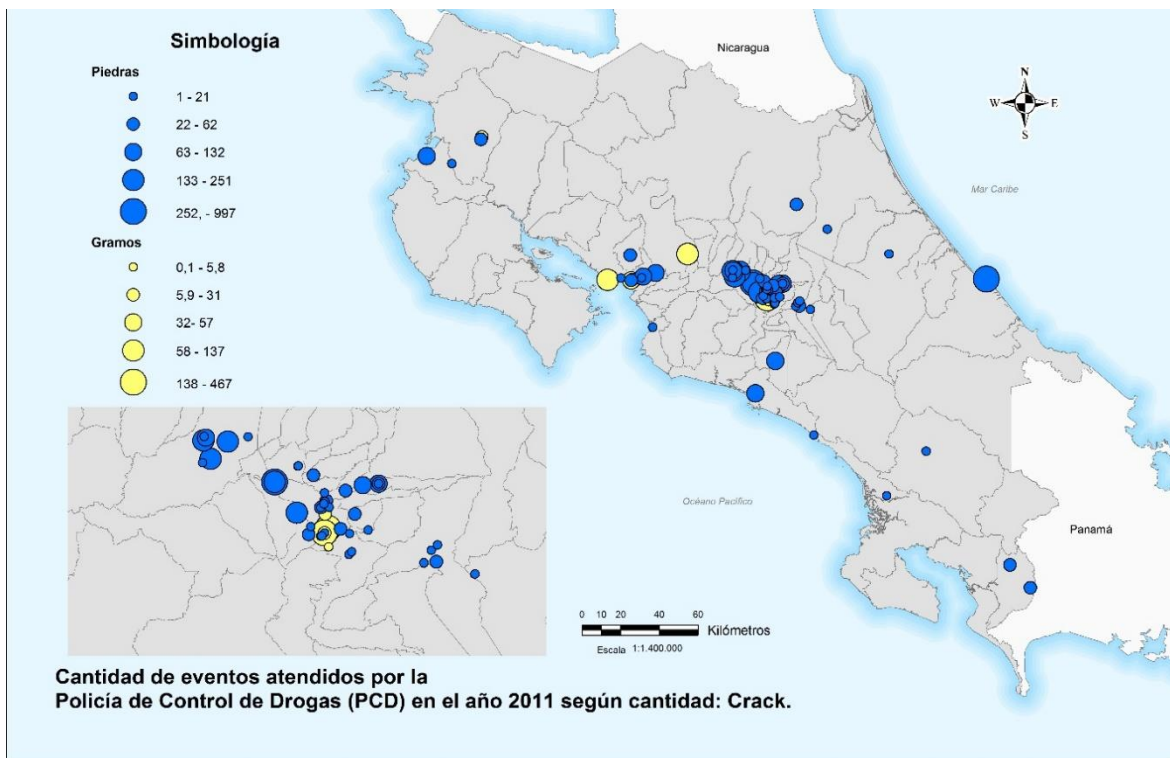 Simbología
Nicaragua
Piedras
1 - 21
22 - 62
63 - 132
133 - 251
252, - 997
Gramos
0,1 - 5,8
5,9 - 31
32- 57
58 - 137
138 - 467
N
W E
S
Mar Caribe
Océano Pacífico
Panamá
0 10 20 40 60
Kilómetros
Escala 1:1.400.000
Cantidad de eventos atendidos por la
Policía de Control de Drogas (PCD) en el año 2011 según cantidad: Crack.